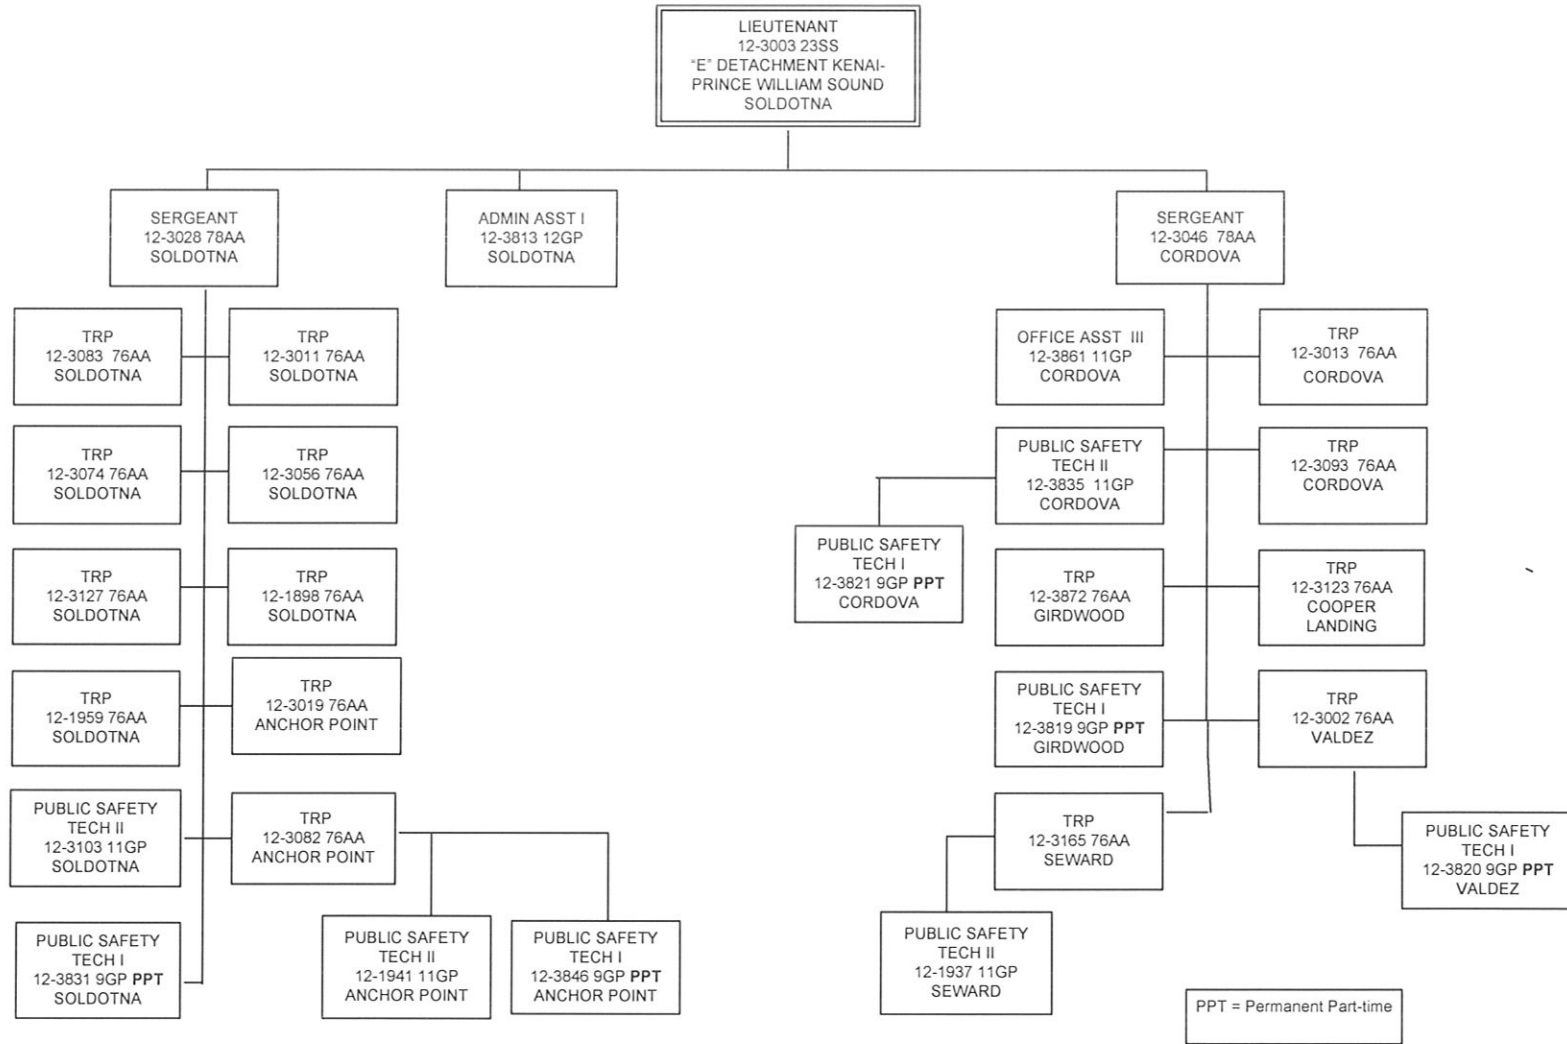 LIEUTENANT
12-3003 23SS
"E" DETACHMENT KENAI-
PRINCE WILLIAM SOUND
SOLDOTNA
SERGEANT
12-3028 78AA
SOLDOTNA
ADMIN ASST I
12-3813 12GP
SOLDOTNA
SERGEANT
12-3046 78AA
CORDOVA
TRP
12-3083 76AA
SOLDOTNA
TRP
12-3011 76AA
SOLDOTNA
TRP
12-3074 76AA
SOLDOTNA
TRP
12-3056 76AA
SOLDOTNA
TRP
12-3127 76AA
SOLDOTNA
TRP
12-1898 76AA
SOLDOTNA
TRP
12-1959 76AA
SOLDOTNA
TRP
12-3019 76AA
ANCHOR POINT
PUBLIC SAFETY
TECH II
12-3103 11GP
SOLDOTNA
TRP
12-3082 76AA
ANCHOR POINT
PUBLIC SAFETY
TECH I
12-3831 9GP PPT
SOLDOTNA
PUBLIC SAFETY
TECH II
12-1941 11GP
ANCHOR POINT
PUBLIC SAFETY
TECH I
12-3846 9GP PPT
ANCHOR POINT
OFFICE ASST III
12-3861 11GP
CORDOVA
TRP
12-3013 76AA
CORDOVA
PUBLIC SAFETY
TECH II
12-3835 11GP
CORDOVA
TRP
12-3093 76AA
CORDOVA
PUBLIC SAFETY
TECH I
12-3821 9GP PPT
CORDOVA
TRP
12-3872 76AA
GIRDWOOD
TRP
12-3123 76AA
COOPER
LANDING
PUBLIC SAFETY
TECH I
12-3819 9GP PPT
GIRDWOOD
TRP
12-3002 76AA
VALDEZ
TRP
12-3165 76AA
SEWARD
PUBLIC SAFETY
TECH I
12-3820 9GP PPT
VALDEZ
PUBLIC SAFETY
TECH II
12-1937 11GP
SEWARD
PPT = Permanent Part-time